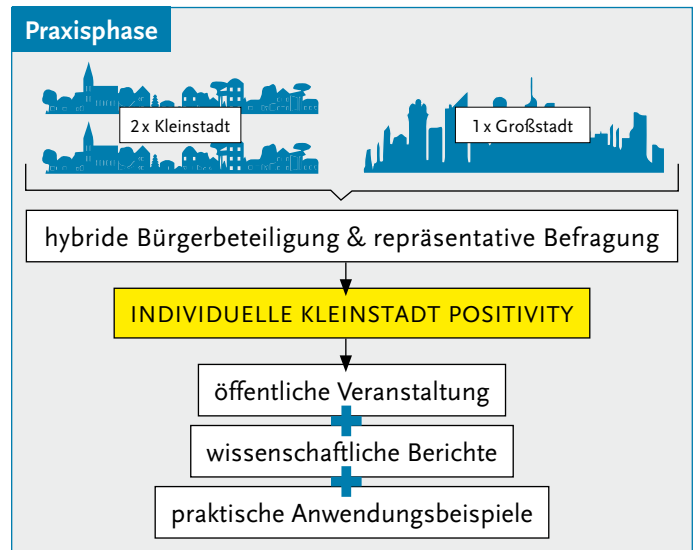 Praxisphase
2 x Kleinstadt
1 x Großstadt
hybride Bürgerbeteiligung & repräsentative Befragung
INDIVIDUELLE KLEINSTADT POSITIVITY
öffentliche Veranstaltung
wissenschaftliche Berichte
praktische Anwendungsbeispiele